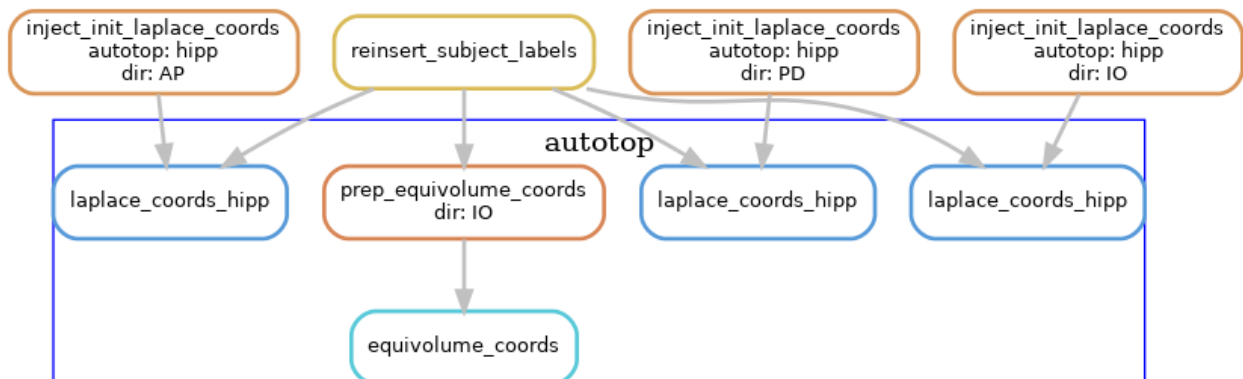 inject_init_laplace_coords
autotop: hipp
dir: AP
reinsert_subject_labels
inject_init_laplace_coords
autotop: hipp
dir: PD
inject_init_laplace_coords
autotop: hipp
dir: IO
autotop
laplace_coords_hipp
prep_equivolume_coords
dir: IO
laplace_coords_hipp
laplace_coords_hipp
equivolume_coords